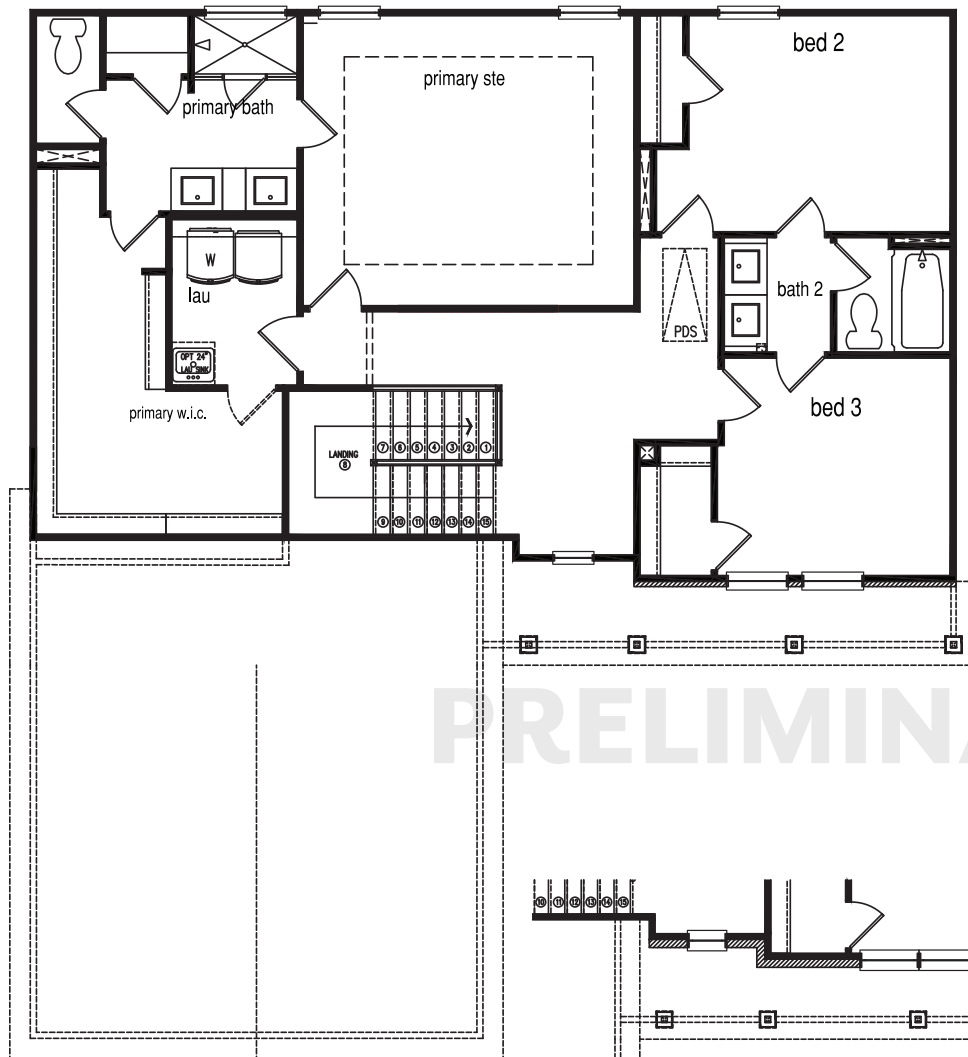 bed 2
primary ste
primary bath
W
lau
bath 2
PDS
OPT 24"
LAU SINK
primary w.i.c.
bed 3
LANDING
8
7 6 5 4 3 2 1
9 10 11 12 13 14 15
PRELIMINA
10 11 12 13 14 15